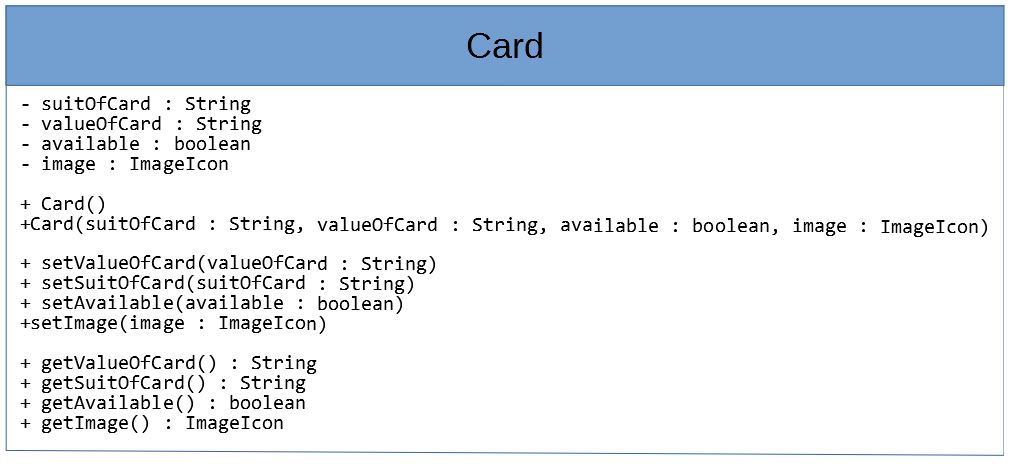 Card
- suitOfCard : String
- valueOfCard : String
- available : boolean
- image : ImageIcon
+ Card()
+Card(suitOfCard : String, valueOfCard : String, available : boolean, image : ImageIcon)
+ setValueOfCard(valueOfCard : String)
+ setSuitOfCard(suitOfCard : String)
+ setAvailable(available : boolean)
+setImage(image : ImageIcon)
+ getValueOfCard() : String
+ getSuitOfCard() : String
+ getAvailable() : boolean
+ getImage() : ImageIcon